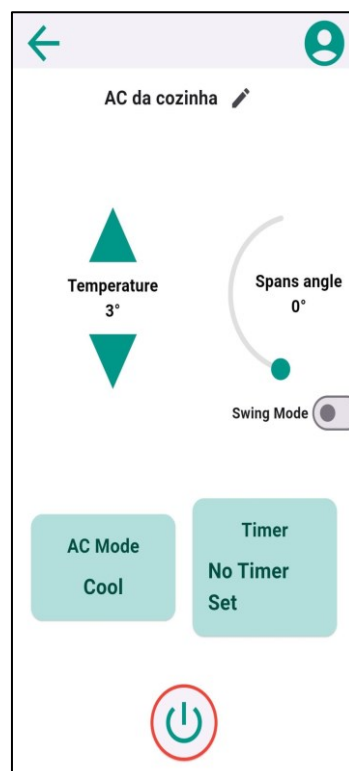 AC da cozinha
Temperature
3°
Spans angle
0°
Swing Mode
AC Mode
Cool
Timer
No Timer
Set